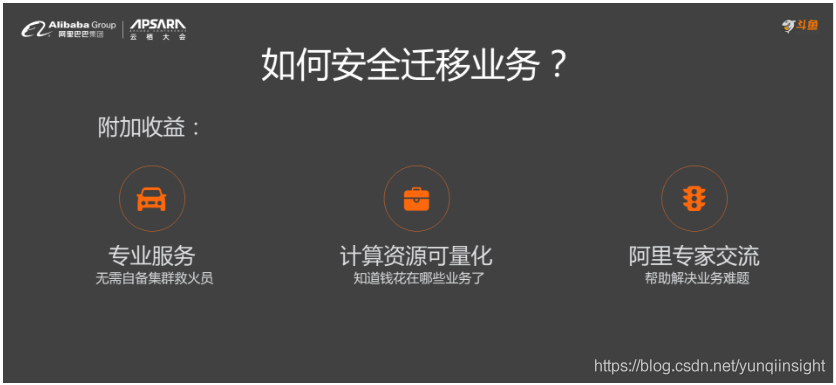 Alibaba Group
阿里巴巴集团
APSARA
云栖大会
斗鱼
如何安全迁移业务？
附加收益：
专业服务
无需自备集群救火员
计算资源可量化
知道钱花在哪些业务了
阿里专家交流
帮助解决业务难题
https://blog.csdn.net/yunqiinsight